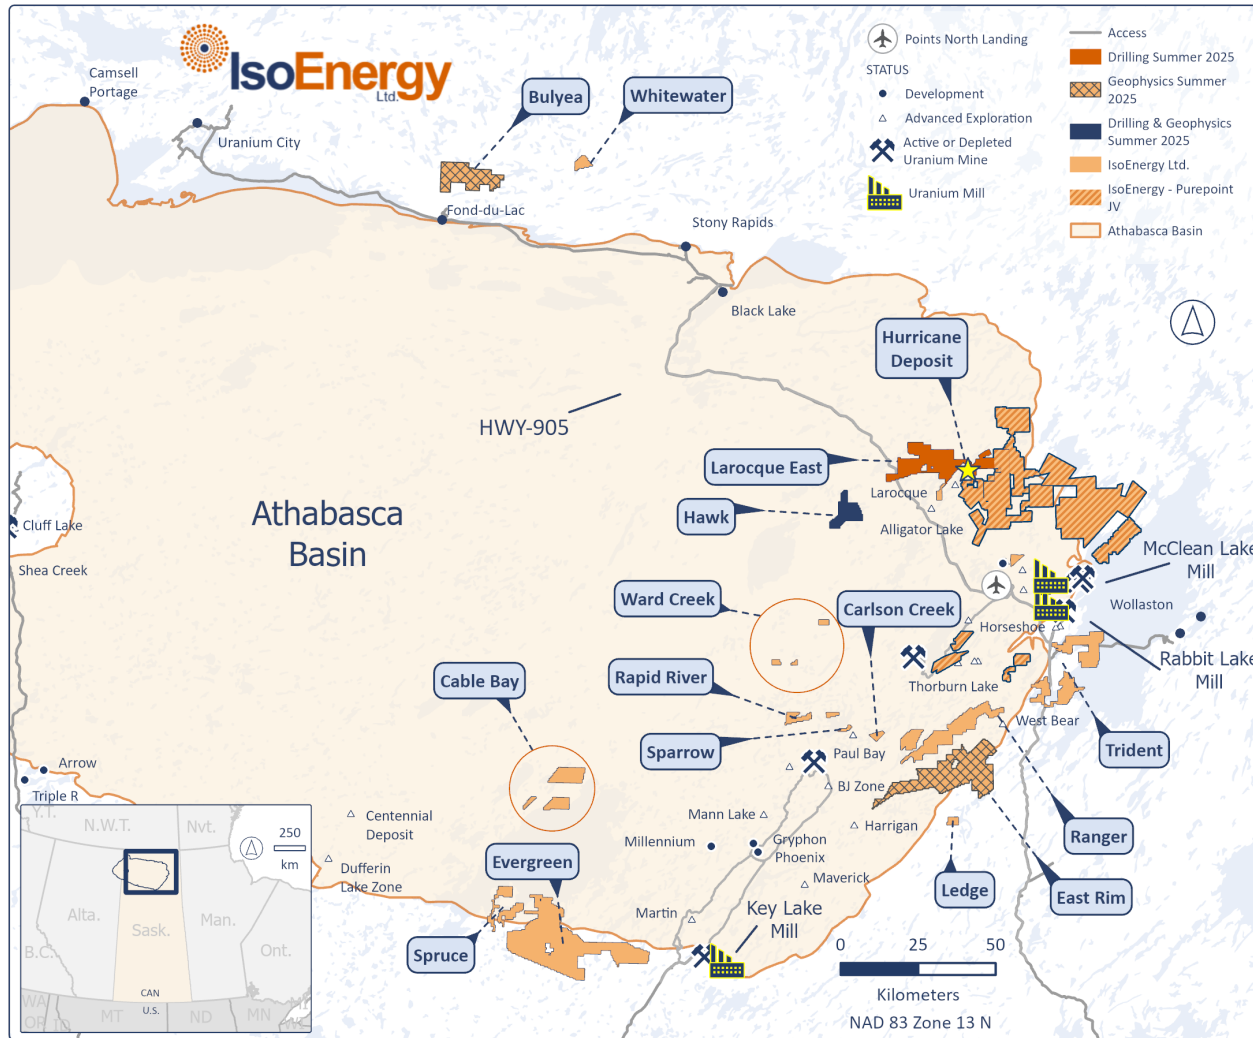 IsoEnergy
Ltd.
Camsell
Portage
Uranium City
Bulyea
Whitewater
Fond-du-Lac
Stony Rapids
Black Lake
Points North Landing
STATUS
Development
Advanced Exploration
Active or Depleted
Uranium Mine
Uranium Mill
Access
Drilling Summer 2025
Geophysics Summer
2025
Drilling & Geophysics
Summer 2025
IsoEnergy Ltd.
IsoEnergy - Purepoint
JV
Athabasca Basin
Hurricane
Deposit
HWY-905
Larocque East
Larocque
Hawk
Alligator Lake
Athabasca
Basin
Cluff Lake
Shea Creek
McClean Lake
Mill
Ward Creek
Carlson Creek
Horseshoe
Wollaston
Rabbit Lake
Mill
Cable Bay
Rapid River
Thorburn Lake
West Bear
Sparrow
Paul Bay
Trident
Arrow
Triple R
BJ Zone
Mann Lake
Harrigan
Ranger
Centennial
Deposit
Millennium
Gryphon
Phoenix
Dufferin
Lake Zone
Evergreen
Maverick
Ledge
East Rim
Martin
Key Lake
Mill
Spruce
0 25 50
Kilometers
NAD 83 Zone 13 N
Y.T.
N.W.T.
Nvt.
250
km
Alta.
Sask.
Man.
B.C.
Ont.
CAN
U.S.
WA
OR
ID
MT
ND
MN